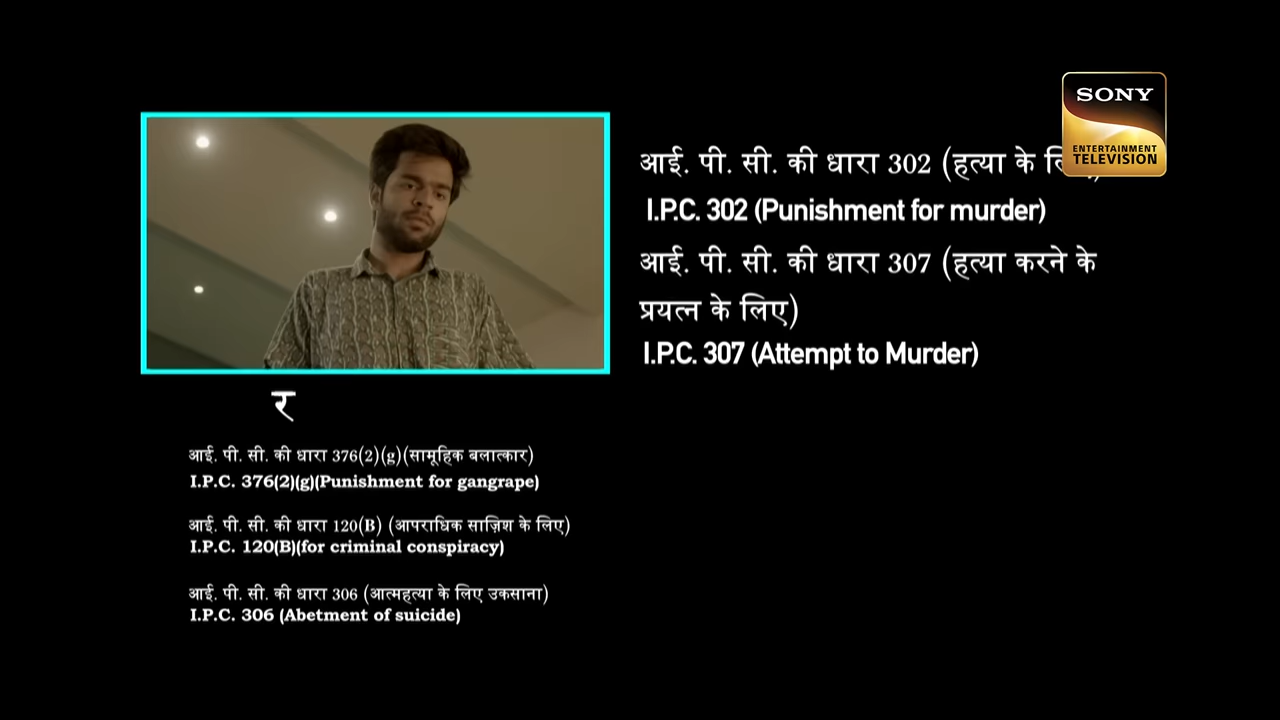 SONY
ENTERTAINMENT
TELEVISION
आई. पी. सी. की धारा 302 (हत्या के
I.P.C. 302 (Punishment for murder)
आई. पी. सी. की धारा 307 (हत्या करने के
प्रयत्न के लिए)
I.P.C. 307 (Attempt to Murder)
र
आई. पी. सी. की धारा 376(2)(g)(सामूहिक बलात्कार)
I.P.C. 376(2)(g)(Punishment for gangrape)
आई. पी. सी. की धारा 120(B) (आपराधिक साज़िश के लिए)
I.P.C. 120(B)(for criminal conspiracy)
आई. पी. सी. की धारा 306 (आत्महत्या के लिए उकसाना)
I.P.C. 306 (Abetment of suicide)